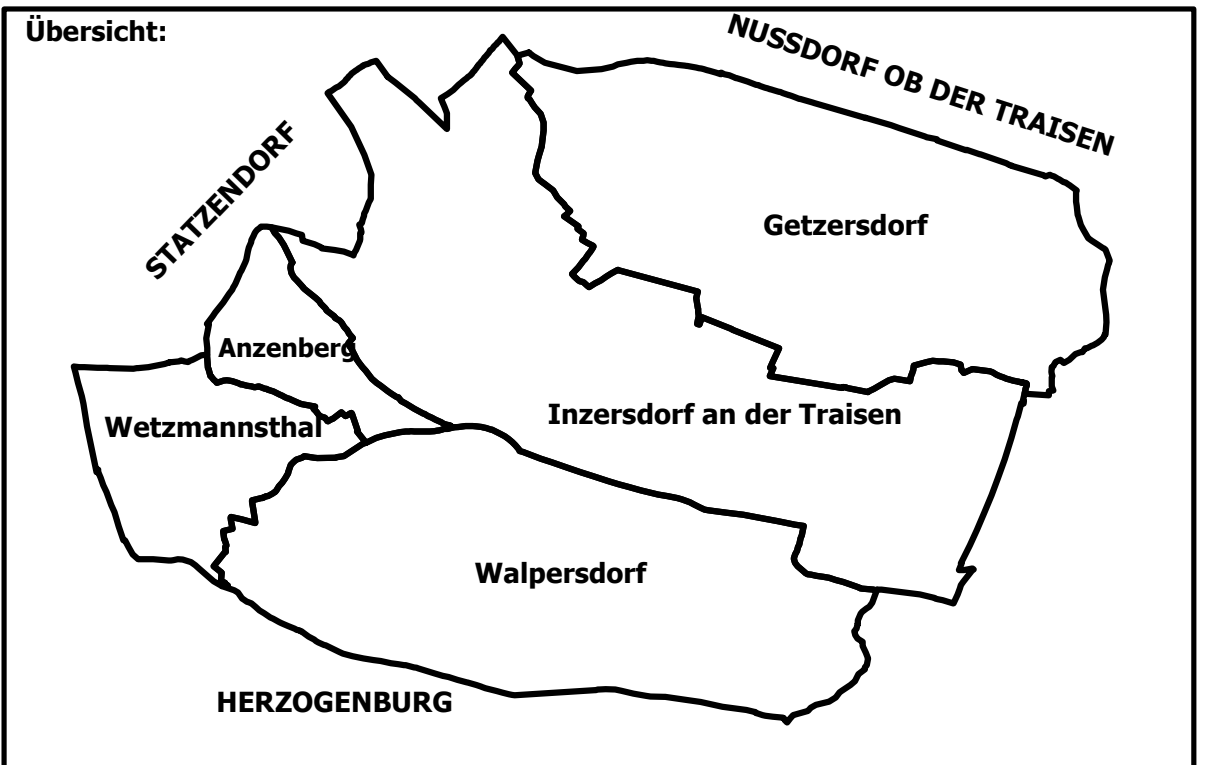 Übersicht:
NUSSDORF OB DER TRAISEN
STATZENDORF
Getzersdorf
Anzenberg
Inzersdorf an der Traisen
Wetzmannsthal
Walpersdorf
HERZOGENBURG